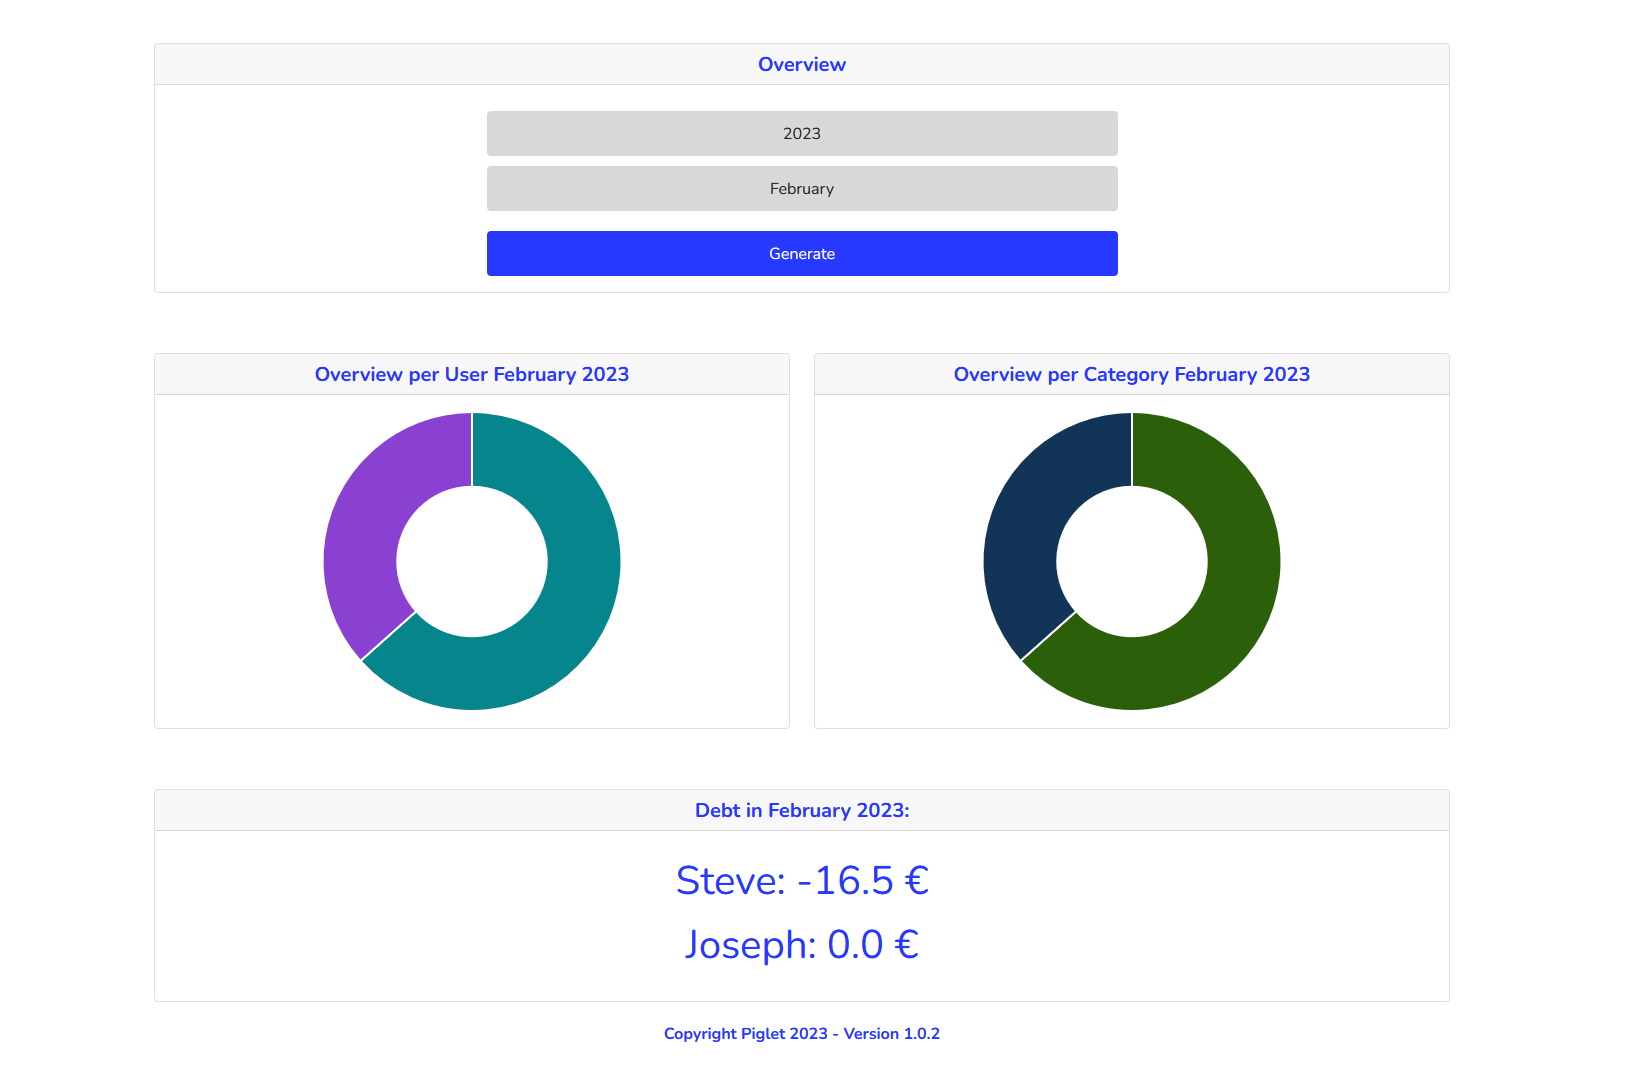 Overview
2023
February
Generate
Overview per User February 2023
Overview per Category February 2023
Debt in February 2023:
Steve: -16.5 €
Joseph: 0.0 €
Copyright Piglet 2023 - Version 1.0.2